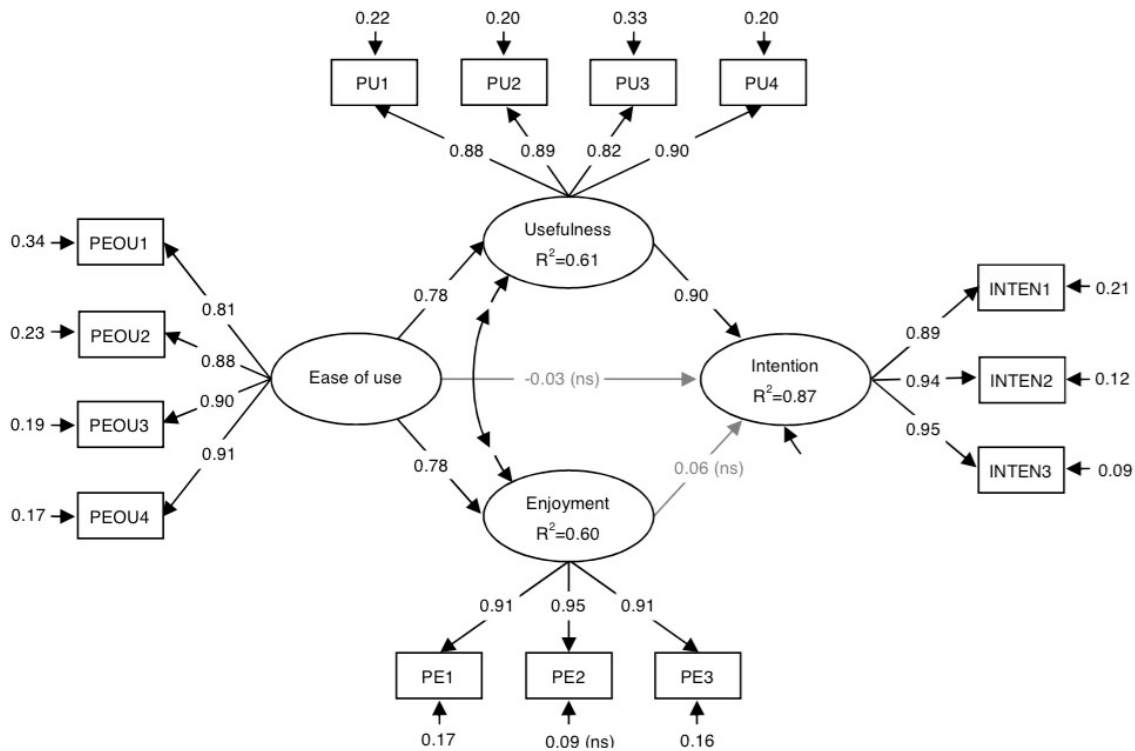 0.22 0.20 0.33 0.20
PU1 PU2 PU3 PU4
0.88 0.89 0.82 0.90
Usefulness
R²=0.61
0.34 PEOU1
0.23 PEOU2
0.19 PEOU3
0.17 PEOU4
0.81
0.88
0.90
0.91
Ease of use
0.78
0.78
-0.03 (ns)
0.90
0.06 (ns)
Intention
R²=0.87
0.89
0.94
0.95
INTEN1 0.21
INTEN2 0.12
INTEN3 0.09
Enjoyment
R²=0.60
0.91 0.95 0.91
PE1 PE2 PE3
0.17 0.09 (ns) 0.16